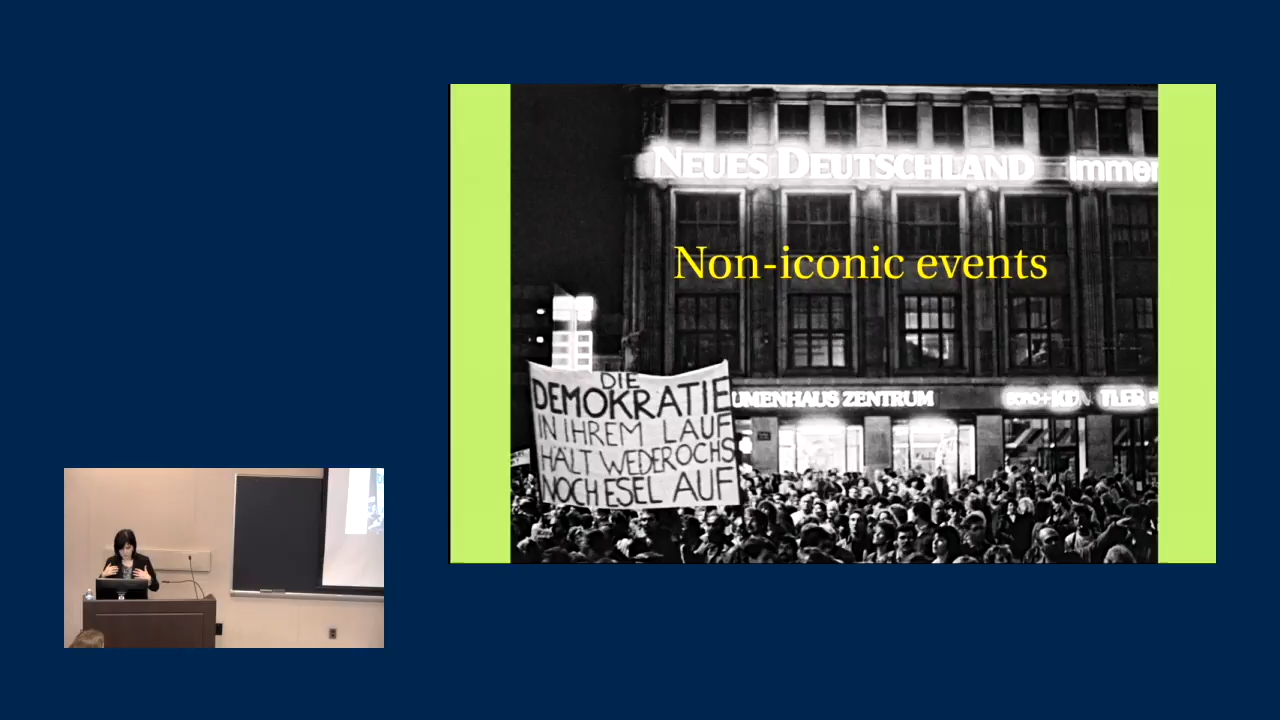 NEUES DEUTSCHLAND Immer
Non-iconic events
DIE
DEMOKRATIE
IN IHREM LAUF
HÄLT WEDER OCHS
NOCH ESEL AUF
UMENHAUS ZENTRUM